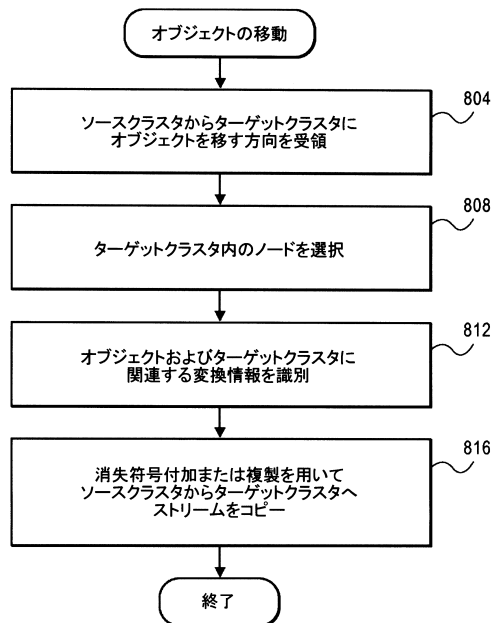 オブジェクトの移動
804
ソースクラスタからターゲットクラスタに
オブジェクトを移す方向を受領
808
ターゲットクラスタ内のノードを選択
812
オブジェクトおよびターゲットクラスタに
関連する変換情報を識別
816
消失符号付加または複製を用いて
ソースクラスタからターゲットクラスタへ
ストリームをコピー
終了